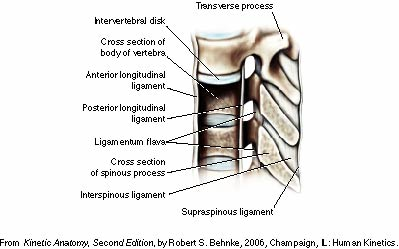 Transverse process
Intervertebral disk
Cross section of
body of vertebra
Anterior longitudinal
ligament
Posterior longitudinal
ligament
Ligamentum flava
Cross section
of spinous process
Interspinous ligament
Supraspinous ligament
From Kinetic Anatomy, Second Edition, by Robert S. Behnke, 2006, Champaign, IL: Human Kinetics.